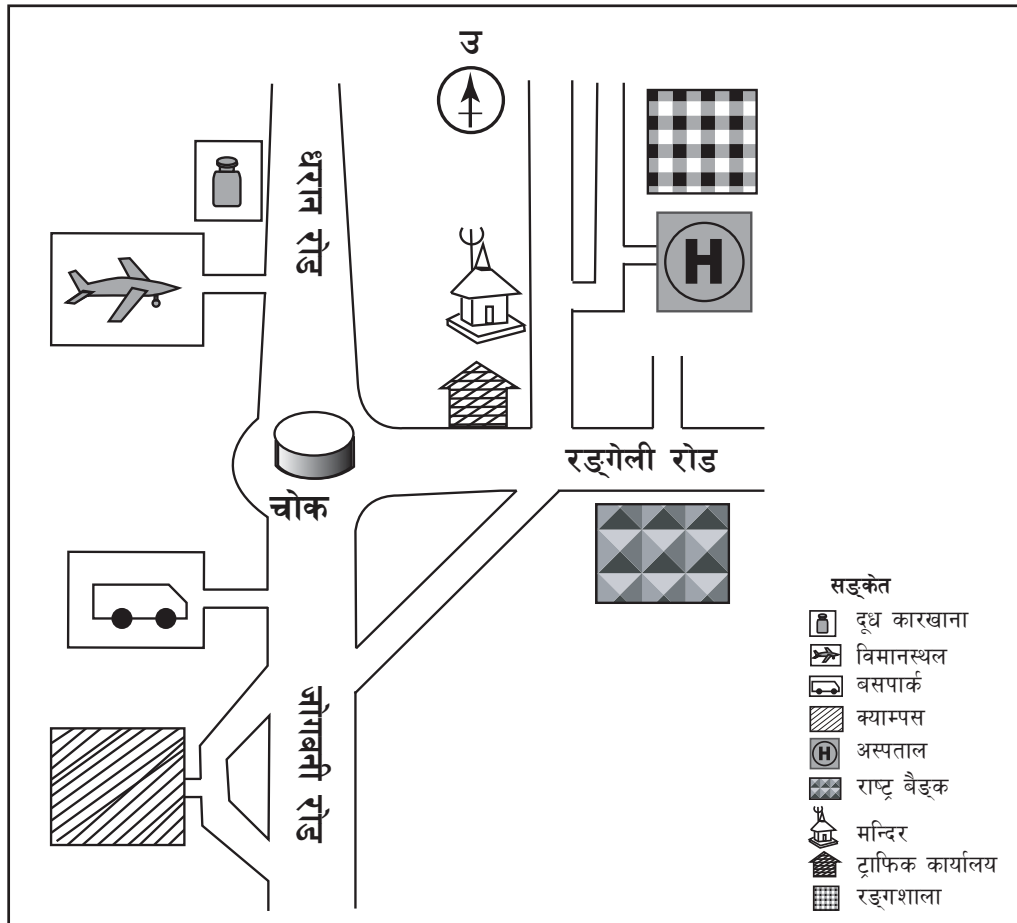 उ
धरान रोड
H
रङ्गेली रोड
चोक
जोगबनी रोड
सङ्केत
दूध कारखाना
विमानस्थल
बसपार्क
क्याम्पस
H अस्पताल
राष्ट्र बैङ्क
मन्दिर
ट्राफिक कार्यालय
रङ्गशाला